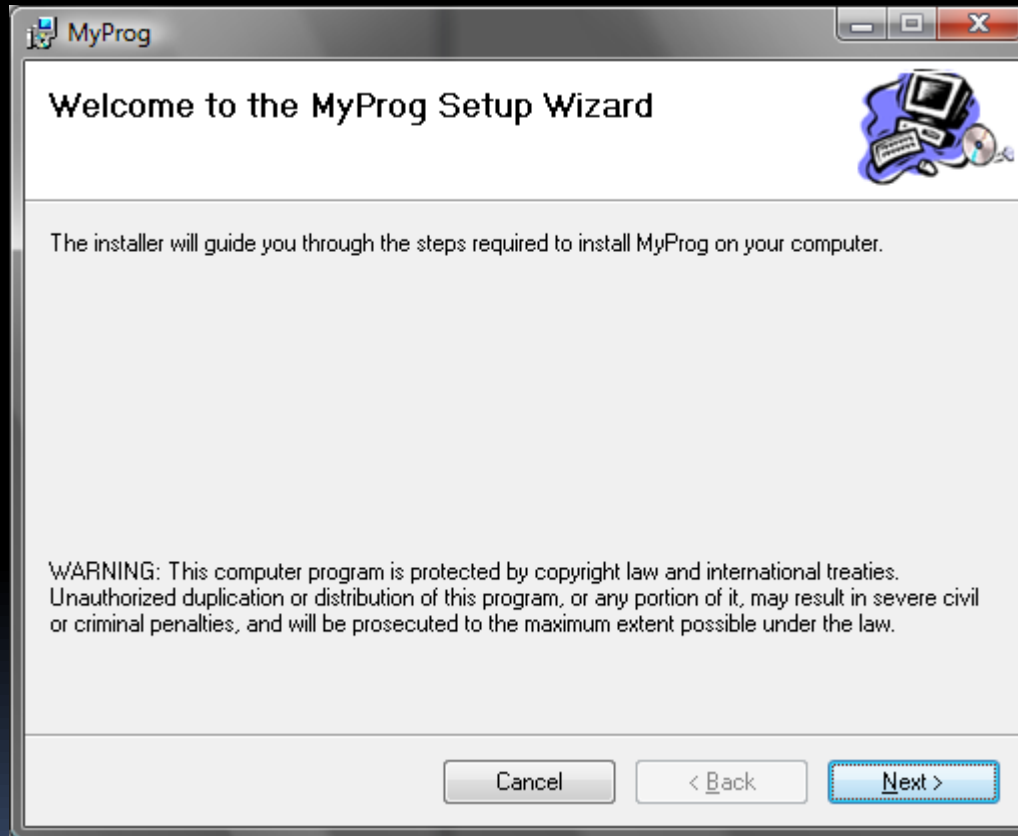 MyProg
Welcome to the MyProg Setup Wizard
The installer will guide you through the steps required to install MyProg on your computer.
WARNING: This computer program is protected by copyright law and international treaties.
Unauthorized duplication or distribution of this program, or any portion of it, may result in severe civil
or criminal penalties, and will be prosecuted to the maximum extent possible under the law.
Cancel
< Back
Next >